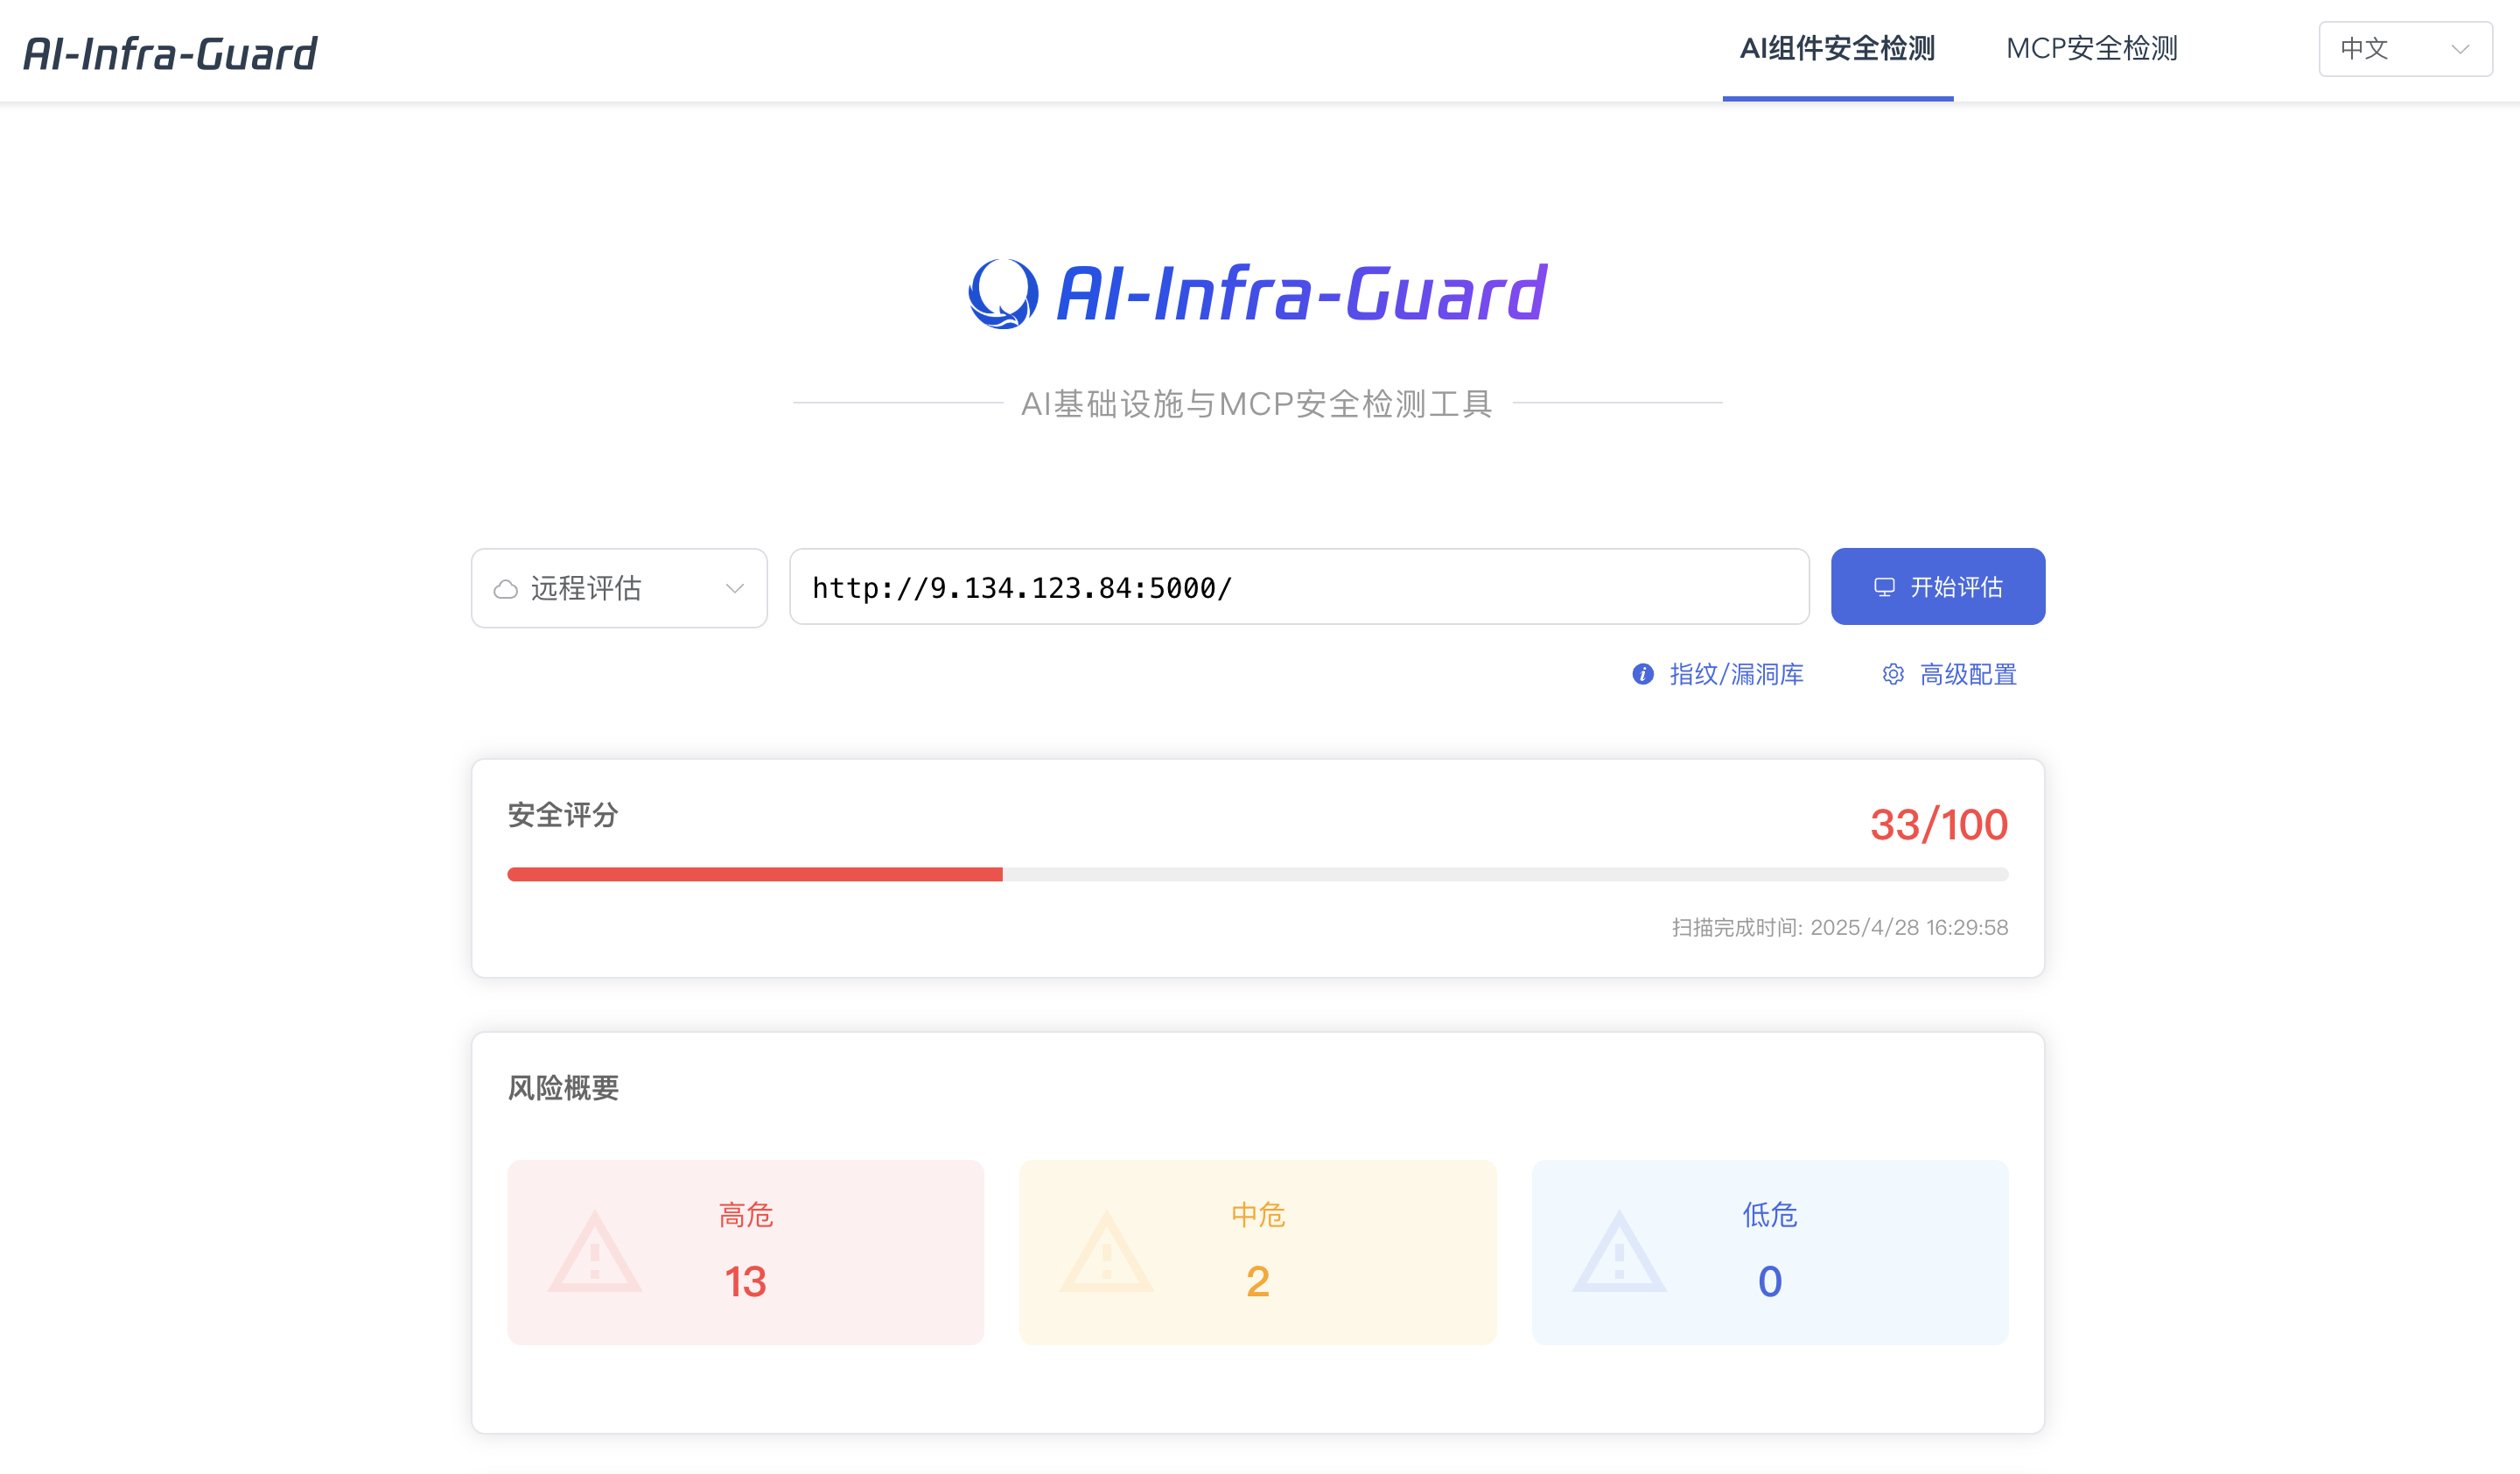 AI-Infra-Guard
AI组件安全检测
MCP安全检测
中文
AI-Infra-Guard
AI基础设施与MCP安全检测工具
远程评估
http://9.134.123.84:5000/
开始评估
指纹/漏洞库
高级配置
安全评分
33/100
扫描完成时间: 2025/4/28 16:29:58
风险概要
高危
13
中危
2
低危
0